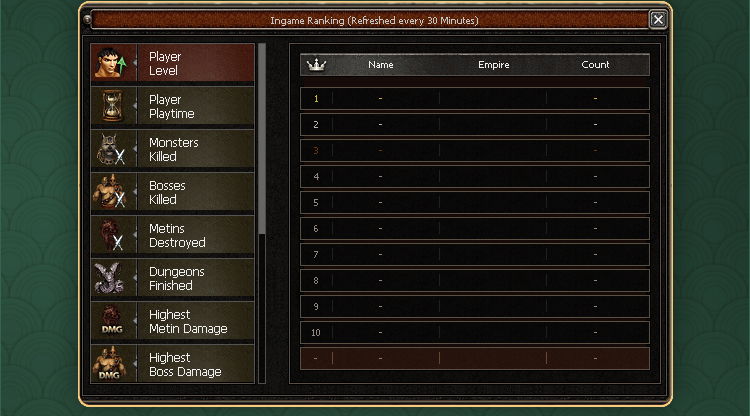 Ingame Ranking (Refreshed every 30 Minutes)
Player
Level
Player
Playtime
Monsters
Killed
Bosses
Killed
Metins
Destroyed
Dungeons
Finished
DMG
Highest
Metin Damage
DMG
Highest
Boss Damage
Name Empire Count
1 - -
2 - -
3 - -
4 - -
5 - -
6 - -
7 - -
8 - -
9 - -
10 - -
- - -